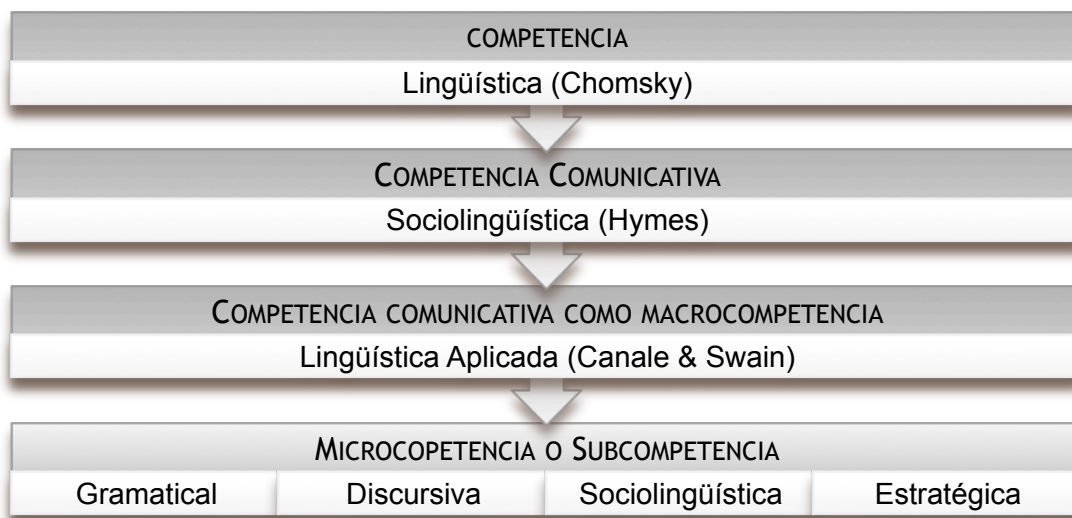 COMPETENCIA
Lingüística (Chomsky)
COMPETENCIA COMUNICATIVA
Sociolingüística (Hymes)
COMPETENCIA COMUNICATIVA COMO MACROCOMPETENCIA
Lingüística Aplicada (Canale & Swain)
MICROCOPETENCIA O SUBCOMPETENCIA
Gramatical Discursiva Sociolingüística Estratégica